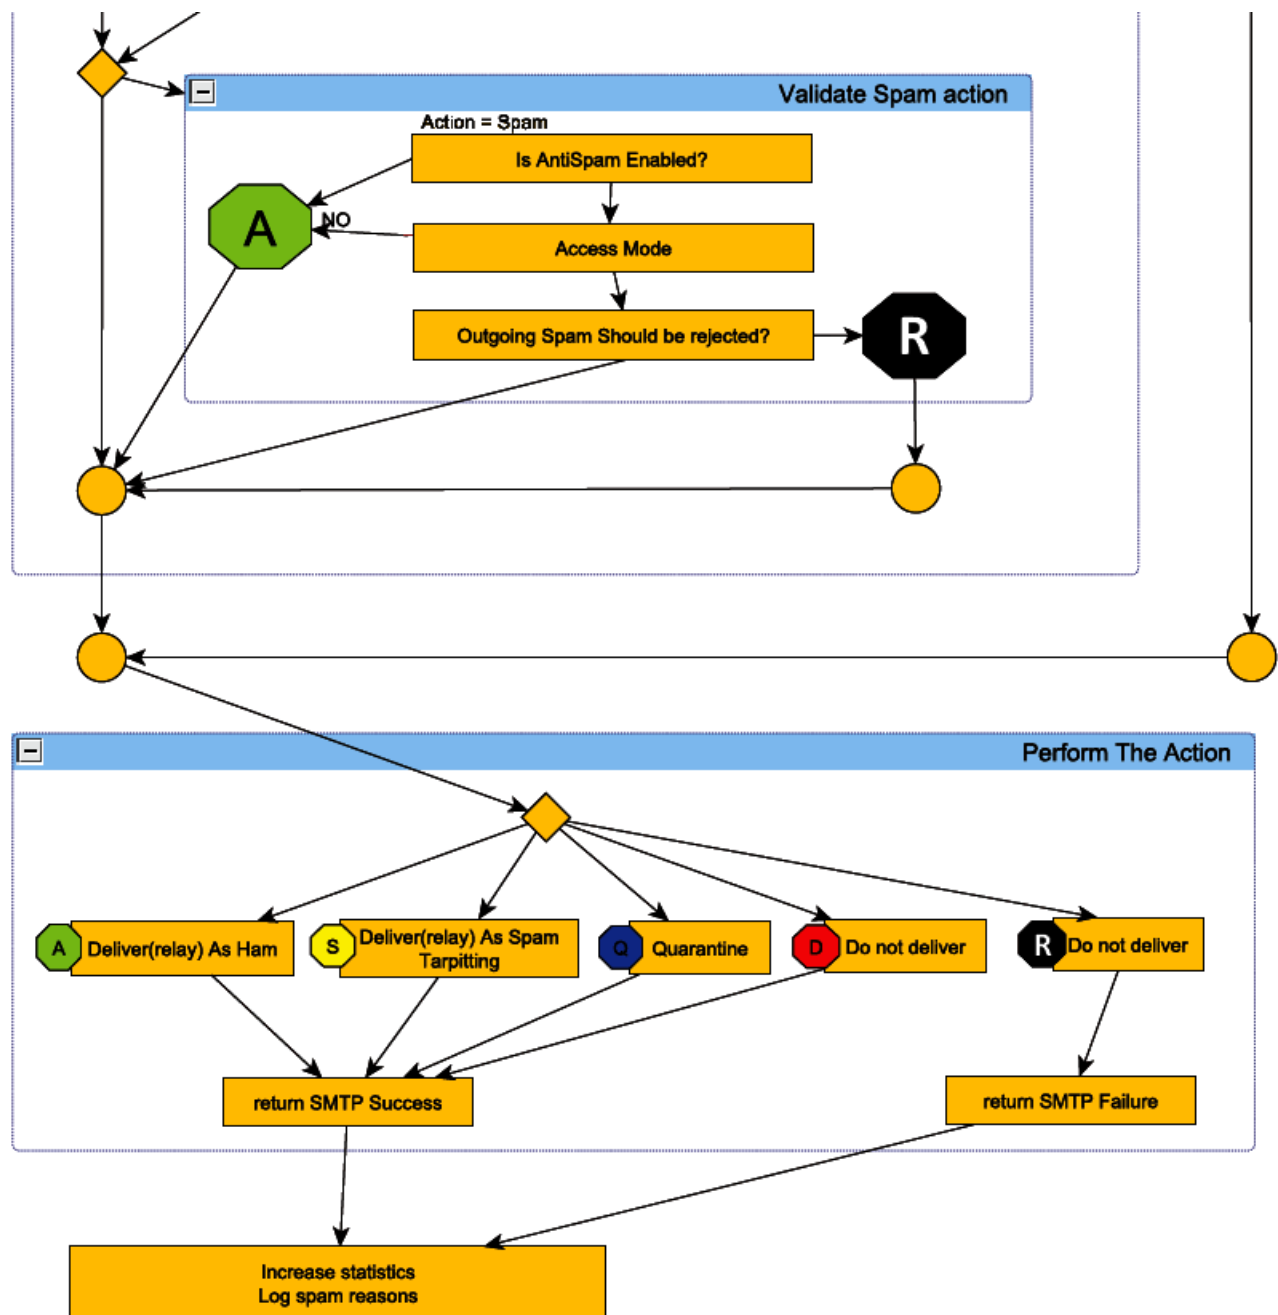 Validate Spam action
Action = Spam
Is AntiSpam Enabled?
A
NO
Access Mode
Outgoing Spam Should be rejected?
R
Perform The Action
A
Deliver(relay) As Ham
S
Deliver(relay) As Spam
Tarpitting
Q
Quarantine
D
Do not deliver
R
Do not deliver
return SMTP Success
return SMTP Failure
Increase statistics
Log spam reasons